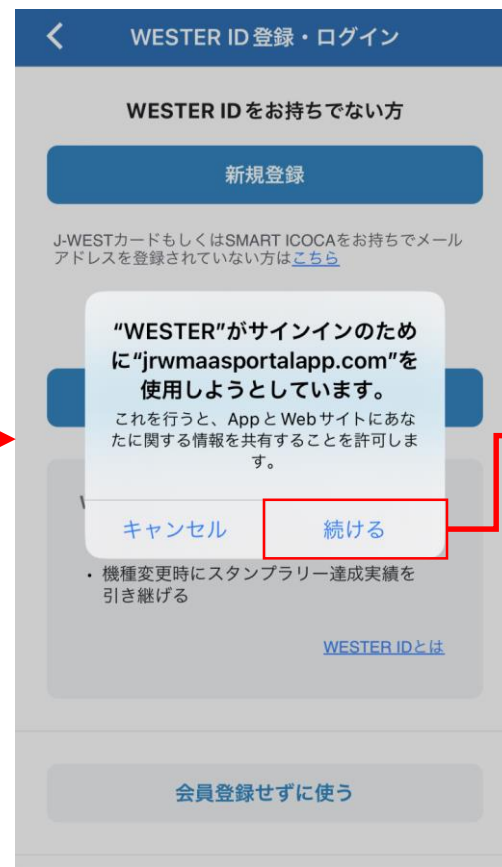 WESTER ID登録・ログイン
WESTER IDをお持ちでない方
新規登録
J-WESTカードもしくはSMART ICOCAをお持ちでメール
アドレスを登録されていない方はこちら
“WESTER”がサインインのため
に“jrwmaasportalapp.com”を
使用しようとしています。
これを行うと、AppとWebサイトにあな
たに関する情報を共有することを許可しま
す。
キャンセル
続ける
・機種変更時にスタンプラリー達成実績を
引き継げる
WESTER IDとは
会員登録せずに使う